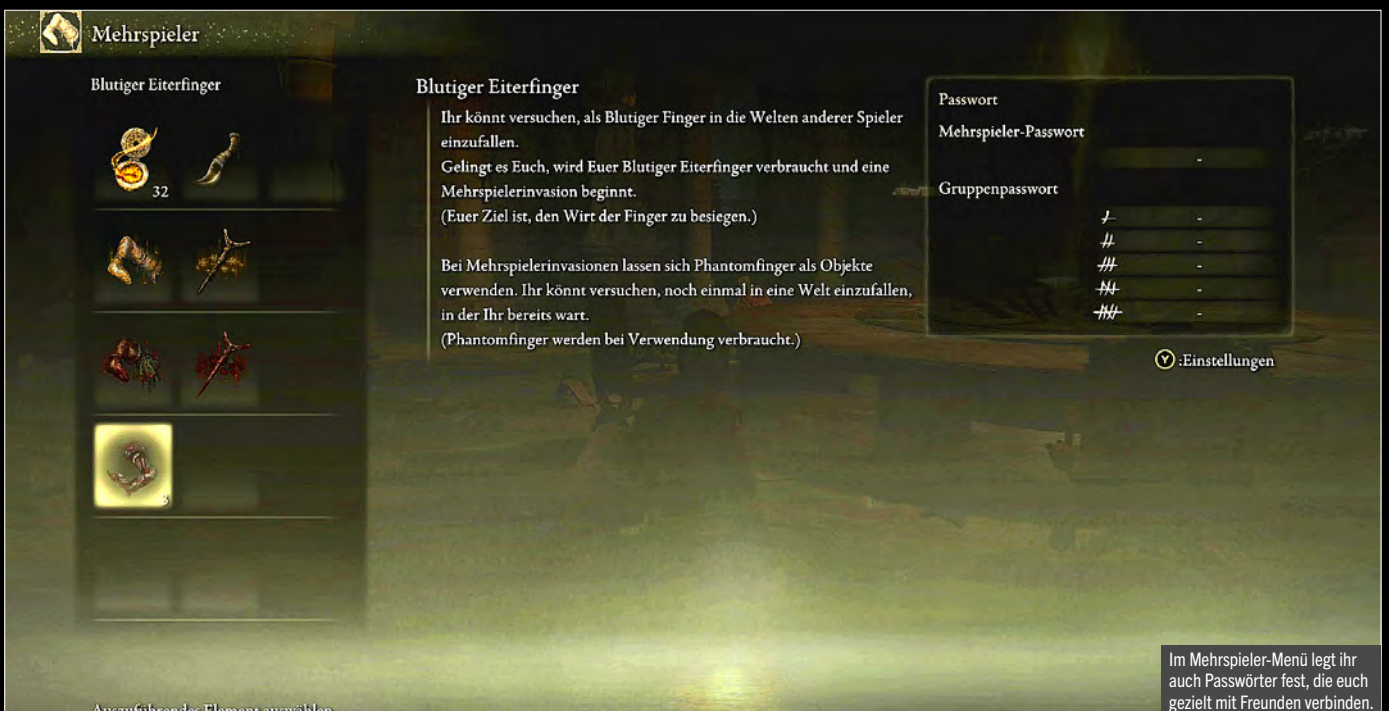 Mehrspieler
Blutiger Eiterfinger
32
3
Blutiger Eiterfinger
Ihr könnt versuchen, als Blutiger Finger in die Welten anderer Spieler
einzufallen.
Gelingt es Euch, wird Euer Blutiger Eiterfinger verbraucht und eine
Mehrspielerinvasion beginnt.
(Euer Ziel ist, den Wirt der Finger zu besiegen.)
Bei Mehrspielerinvasionen lassen sich Phantomfinger als Objekte
verwenden. Ihr könnt versuchen, noch einmal in eine Welt einzufallen,
in der Ihr bereits wart.
(Phantomfinger werden bei Verwendung verbraucht.)
Passwort
Mehrspieler-Passwort
-
Gruppenpasswort
-
-
-
-
-
Y :Einstellungen
Auszuführendes Element auswählen
Im Mehrspieler-Menü legt ihr
auch Passwörter fest, die euch
gezielt mit Freunden verbinden.